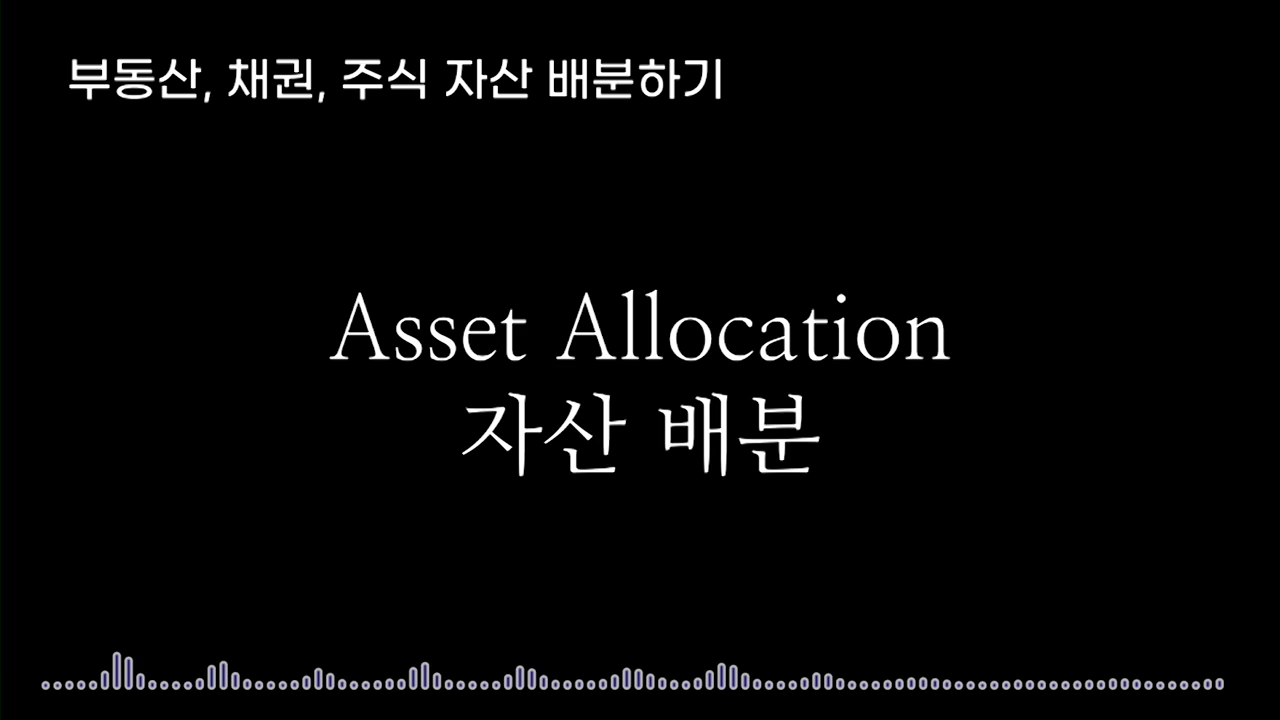 부동산, 채권, 주식 자산 배분하기
Asset Allocation
자산 배분